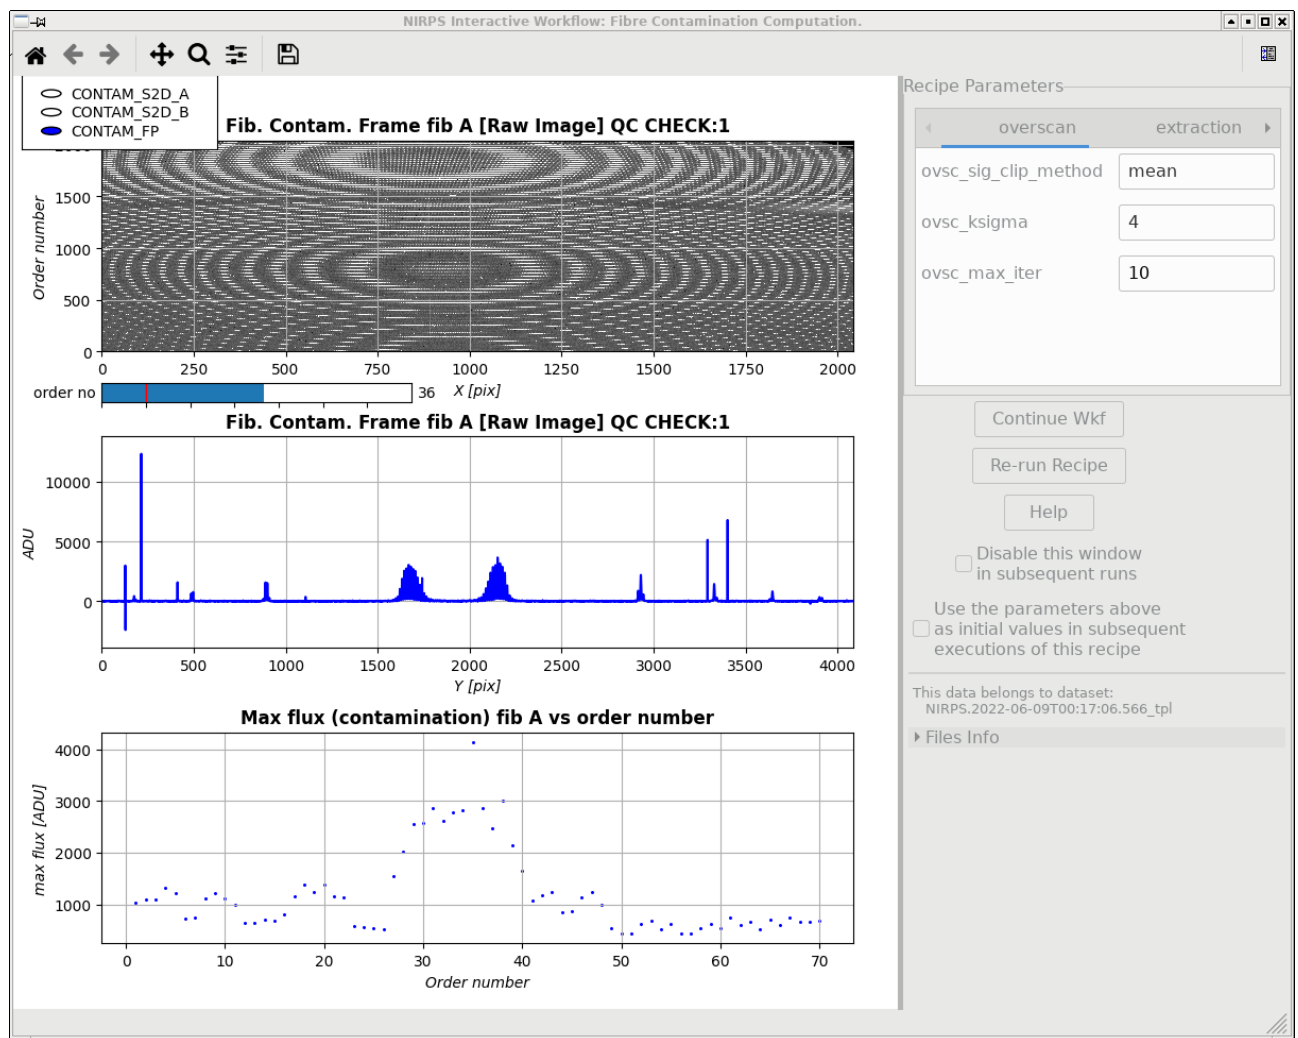 NIRPS Interactive Workflow: Fibre Contamination Computation.
CONTAM_S2D_A
CONTAM_S2D_B
CONTAM_FP
Fib. Contam. Frame fib A [Raw Image] QC CHECK:1
Order number
1500
1000
500
0
0 250 500 750 1000 1250 1500 1750 2000
X [pix]
order no 36
Fib. Contam. Frame fib A [Raw Image] QC CHECK:1
ADU
10000
5000
0
0 500 1000 1500 2000 2500 3000 3500 4000
Y [pix]
Max flux (contamination) fib A vs order number
max flux [ADU]
4000
3000
2000
1000
0 10 20 30 40 50 60 70
Order number
Recipe Parameters
overscan extraction
ovsc_sig_clip_method mean
ovsc_ksigma 4
ovsc_max_iter 10
Continue Wkf
Re-run Recipe
Help
Disable this window
in subsequent runs
Use the parameters above
as initial values in subsequent
executions of this recipe
This data belongs to dataset:
NIRPS.2022-06-09T00:17:06.566_tpl
Files Info